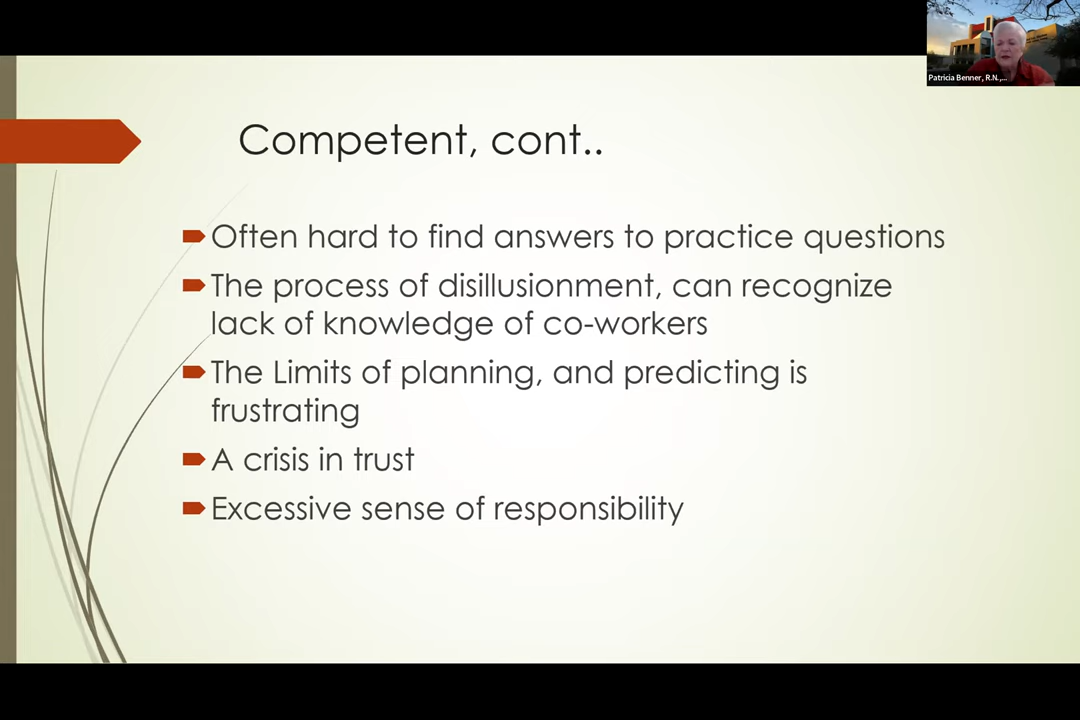 Patricia Benner, R.N.,...
Competent, cont..
Often hard to find answers to practice questions
The process of disillusionment, can recognize
lack of knowledge of co-workers
The Limits of planning, and predicting is
frustrating
A crisis in trust
Excessive sense of responsibility